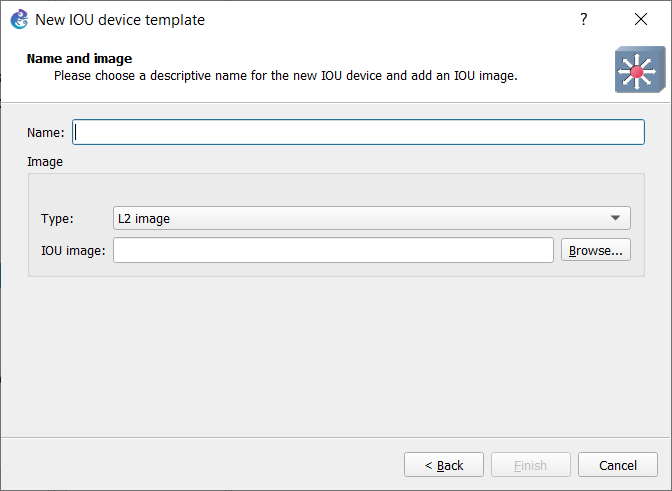 New IOU device template
?
Name and image
Please choose a descriptive name for the new IOU device and add an IOU image.
Name:
Image
Type: L2 image
IOU image: Browse...
< Back Finish Cancel